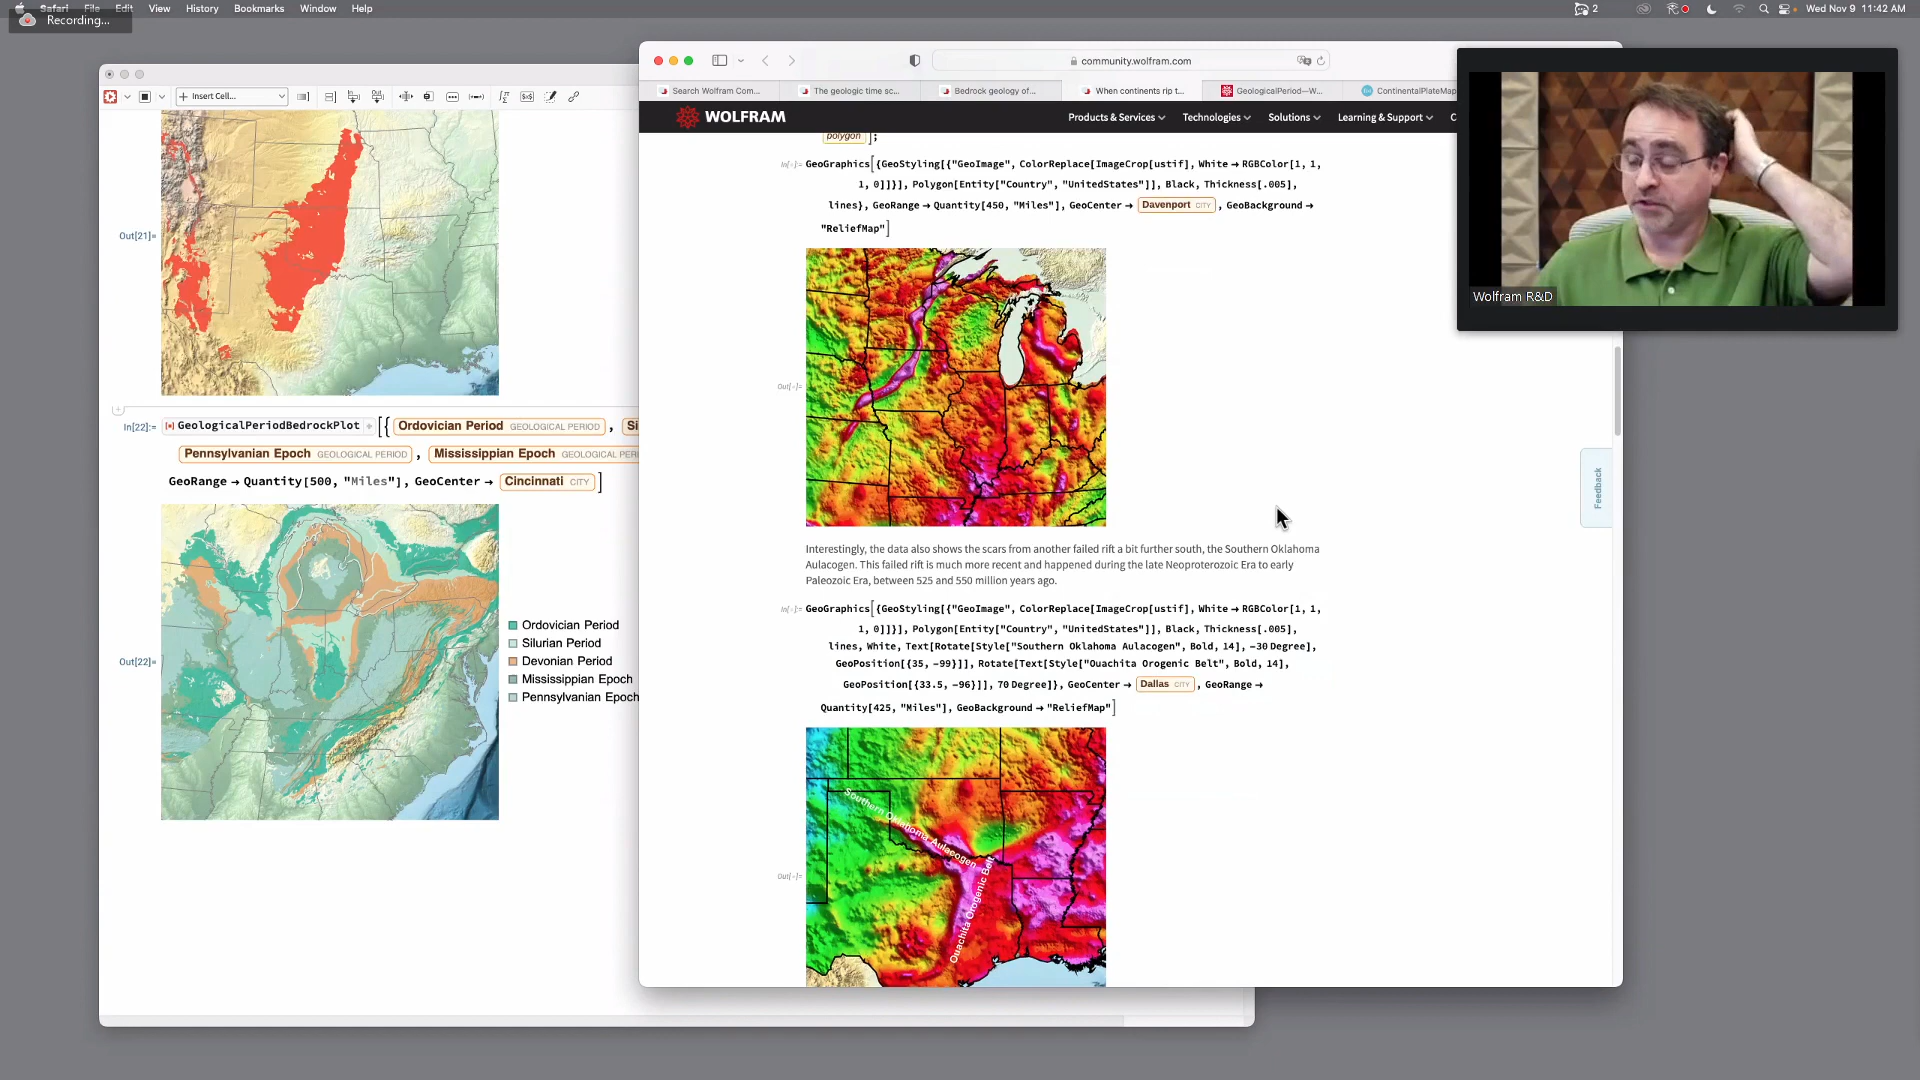 Safari File Edit View History Bookmarks Window Help
2
Wed Nov 9 11:42 AM
Recording...
Insert Cell...
Out[21]=
In[22]:= GeologicalPeriodBedrockPlot[{ Ordovician Period GEOLOGICAL PERIOD , Si
Pennsylvanian Epoch GEOLOGICAL PERIOD , Mississippian Epoch GEOLOGICAL PERIO
GeoRange → Quantity[500, "Miles"], GeoCenter → Cincinnati CITY ]
Out[22]=
Ordovician Period
Silurian Period
Devonian Period
Mississippian Epoch
Pennsylvanian Epoch
community.wolfram.com
Search Wolfram Com...
The geologic time sc...
Bedrock geology of...
When continents rip t...
GeologicalPeriod—W...
ContinentalPlateMap
WOLFRAM
Products & Services
Technologies
Solutions
Learning & Support
C
polygon ];
In[•]:= GeoGraphics[{GeoStyling[{"GeoImage", ColorReplace[ImageCrop[ustif], White → RGBColor[1, 1,
1, 0]]}], Polygon[Entity["Country", "UnitedStates"]], Black, Thickness[.005],
lines}, GeoRange → Quantity[450, "Miles"], GeoCenter → Davenport CITY , GeoBackground →
"ReliefMap"]
Out[•]=
Interestingly, the data also shows the scars from another failed rift a bit further south, the Southern Oklahoma
Aulacogen. This failed rift is much more recent and happened during the late Neoproterozoic Era to early
Paleozoic Era, between 525 and 550 million years ago.
In[•]:= GeoGraphics[{GeoStyling[{"GeoImage", ColorReplace[ImageCrop[ustif], White → RGBColor[1, 1,
1, 0]]}], Polygon[Entity["Country", "UnitedStates"]], Black, Thickness[.005],
lines, White, Text[Rotate[Style["Southern Oklahoma Aulacogen", Bold, 14], -30 Degree],
GeoPosition[{35, -99}]], Rotate[Text[Style["Ouachita Orogenic Belt", Bold, 14],
GeoPosition[{33.5, -96}]], 70 Degree]}, GeoCenter → Dallas CITY , GeoRange →
Quantity[425, "Miles"], GeoBackground → "ReliefMap"]
Out[•]=
Southern Oklahoma Aulacogen
Ouachita Orogenic Belt
Feedback
Wolfram R&D